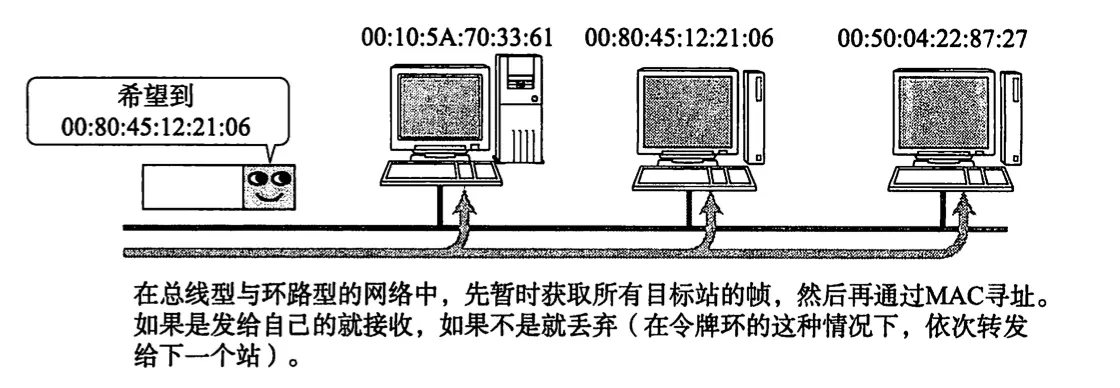 00:10:5A:70:33:61 00:80:45:12:21:06 00:50:04:22:87:27
希望到
00:80:45:12:21:06
在总线型与环路型的网络中，先暂时获取所有目标站的帧，然后再通过MAC寻址。
如果是发给自己的就接收，如果不是就丢弃（在令牌环的这种情况下，依次转发
给下一个站）。